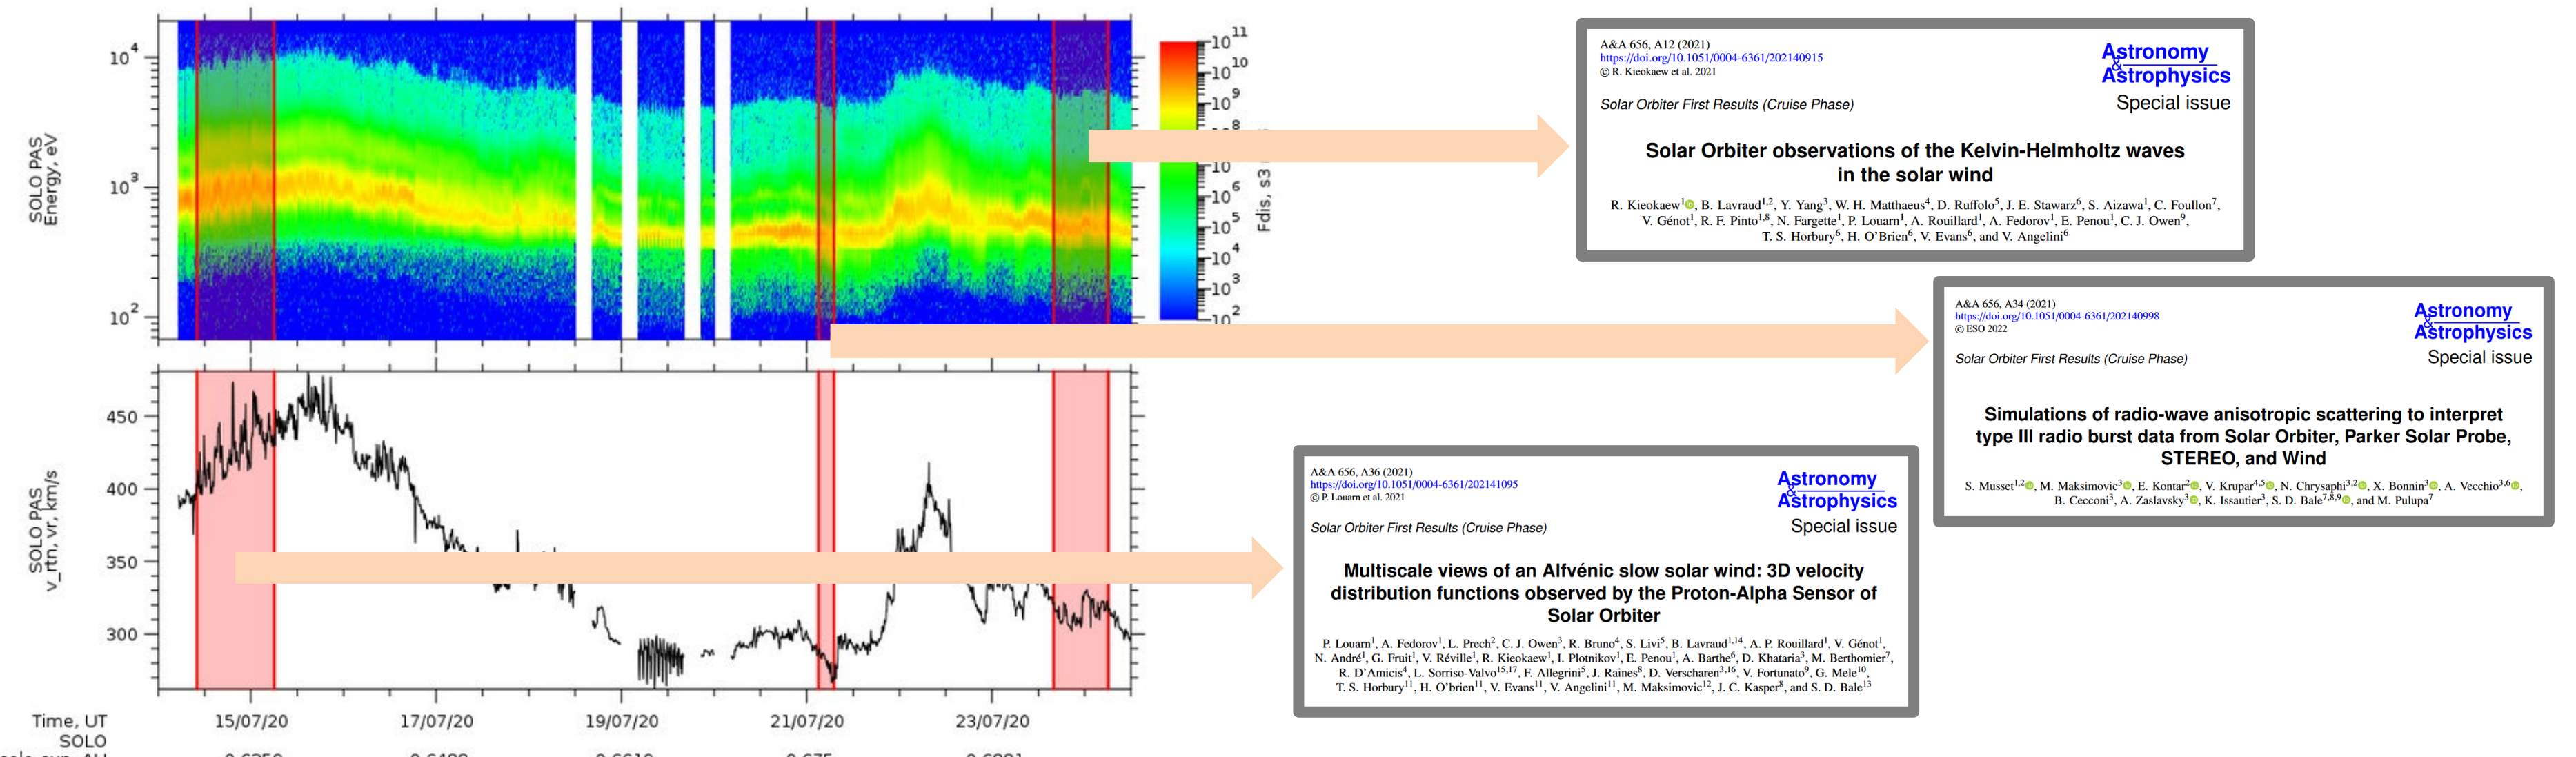 SOLO PAS
Energy, eV
10^4
10^3
10^2
10^11
10^10
10^9
8
10
10^6
10^5
10^4
10^3
10^2
Fdis, s3
SOLO PAS
v_rtn, vr, km/s
450
400
350
300
Time, UT
15/07/20
17/07/20
19/07/20
21/07/20
23/07/20
SOLO
A&A 656, A12 (2021)
https://doi.org/10.1051/0004-6361/202140915
© R. Kieokaew et al. 2021
Astronomy
&
Astrophysics
Special issue
Solar Orbiter First Results (Cruise Phase)
Solar Orbiter observations of the Kelvin-Helmholtz waves
in the solar wind
R. Kieokaew¹, B. Lavraud¹,², Y. Yang³, W. H. Matthaeus⁴, D. Ruffolo⁵, J. E. Stawarz⁶, S. Aizawa¹, C. Foullon⁷,
V. Génot¹, R. F. Pinto¹,⁸, N. Fargette¹, P. Louarn¹, A. Rouillard¹, A. Fedorov¹, E. Penou¹, C. J. Owen⁹,
T. S. Horbury⁶, H. O'Brien⁶, V. Evans⁶, and V. Angelini⁶
A&A 656, A34 (2021)
https://doi.org/10.1051/0004-6361/202140998
© ESO 2022
Astronomy
&
Astrophysics
Special issue
Solar Orbiter First Results (Cruise Phase)
Simulations of radio-wave anisotropic scattering to interpret
type III radio burst data from Solar Orbiter, Parker Solar Probe,
STEREO, and Wind
S. Musset¹,², M. Maksimovic³, E. Kontar², V. Krupar⁴,⁵, N. Chrysaphi³,², X. Bonnin³, A. Vecchio³,⁶,
B. Cecconi³, A. Zaslavsky³, K. Issautier³, S. D. Bale⁷,⁸,⁹, and M. Pulupa⁷
A&A 656, A36 (2021)
https://doi.org/10.1051/0004-6361/202141095
© P. Louarn et al. 2021
Astronomy
&
Astrophysics
Special issue
Solar Orbiter First Results (Cruise Phase)
Multiscale views of an Alfvénic slow solar wind: 3D velocity
distribution functions observed by the Proton-Alpha Sensor of
Solar Orbiter
P. Louarn¹, A. Fedorov¹, L. Prech², C. J. Owen³, R. Bruno⁴, S. Livi⁵, B. Lavraud¹,¹⁴, A. P. Rouillard¹, V. Génot¹,
N. André¹, G. Fruit¹, V. Réville¹, R. Kieokaew¹, I. Plotnikov¹, E. Penou¹, A. Barthe⁶, D. Khataria³, M. Berthomier⁷,
R. D'Amicis⁴, L. Sorriso-Valvo¹⁵,¹⁷, F. Allegrini⁵, J. Raines⁸, D. Verscharen³,¹⁶, V. Fortunato⁹, G. Mele¹⁰,
T. S. Horbury¹¹, H. O'brien¹¹, V. Evans¹¹, V. Angelini¹¹, M. Maksimovic¹², J. C. Kasper⁸, and S. D. Bale¹³